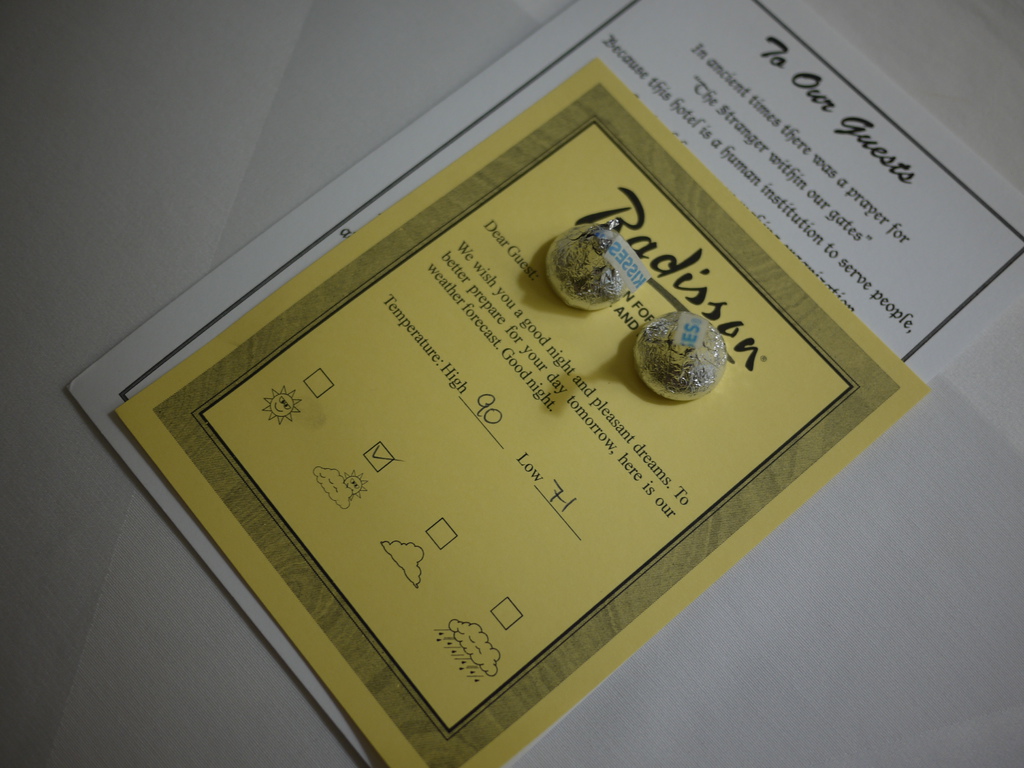 To Our Guests
In ancient times there was a prayer for
"The Stranger within our gates"
Because this hotel is a human institution to serve people,
Radisson®
Dear Guest:
We wish you a good night and pleasant dreams. To
better prepare for your day tomorrow, here is our
weather forecast. Good night.
Temperature: High 90 Low 71
KISSES
ES